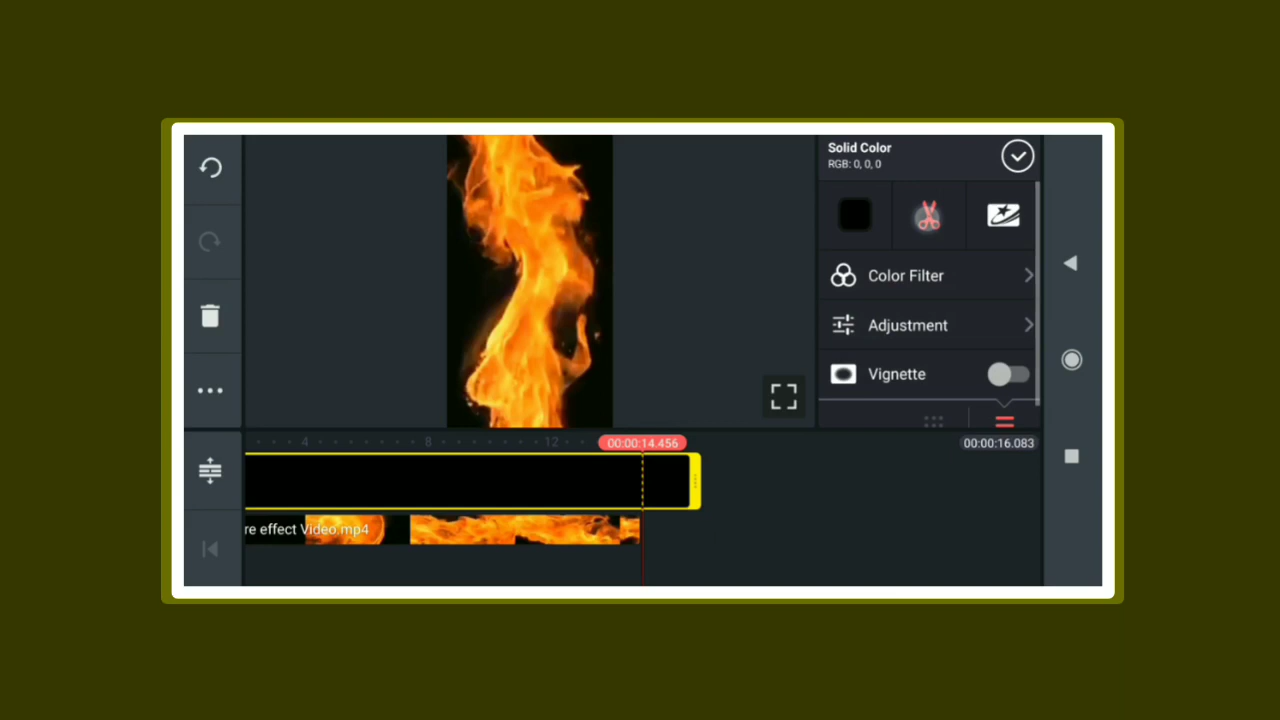 Solid Color
RGB: 0, 0, 0
Color Filter
Adjustment
Vignette
4
8
12
00:00:14.456
00:00:16.083
re effect Video.mp4